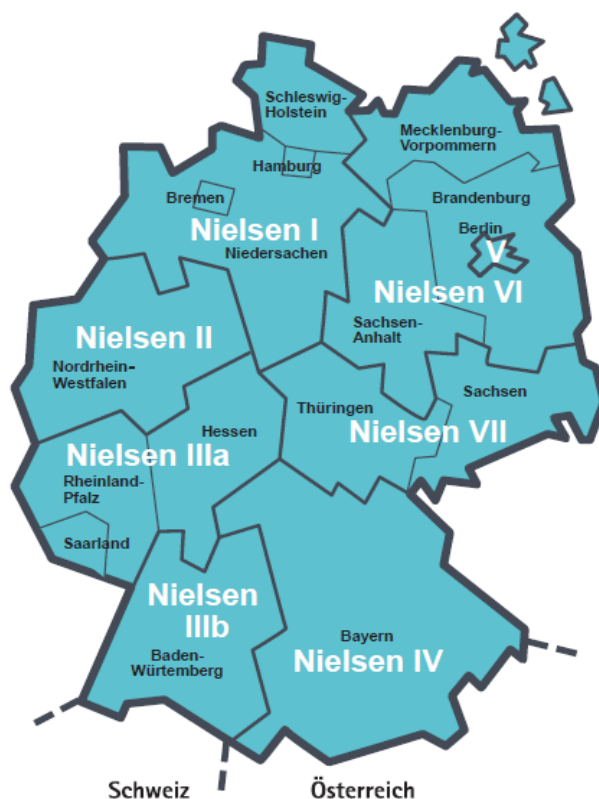 Schleswig-
Holstein
Mecklenburg-
Vorpommern
Hamburg
Bremen
Brandenburg
Berlin
Nielsen I
V
Niedersachen
Nielsen VI
Sachsen-
Anhalt
Nielsen II
Nordrhein-
Westfalen
Sachsen
Thüringen
Hessen
Nielsen VII
Nielsen IIIa
Rheinland-
Pfalz
Saarland
Nielsen
IIIb
Baden-
Würtemberg
Bayern
Nielsen IV
Schweiz
Österreich